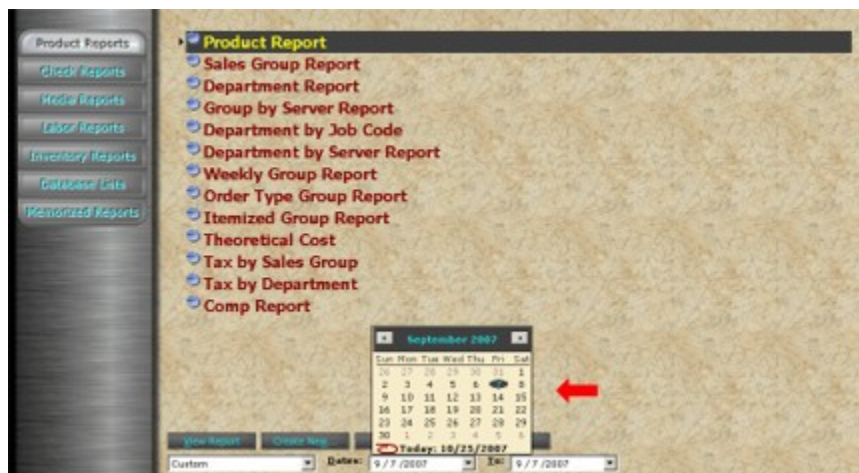 Product Reports
Check Reports
Media Reports
Labor Reports
Inventory Reports
Database Lists
Memorized Reports
Product Report
Sales Group Report
Department Report
Group by Server Report
Department by Job Code
Department by Server Report
Weekly Group Report
Order Type Group Report
Itemized Group Report
Theoretical Cost
Tax by Sales Group
Tax by Department
Comp Report
September 2007
Sun Mon Tue Wed Thu Fri Sat
26 27 28 29 30 31 1
2 3 4 5 6 7 8
9 10 11 12 13 14 15
16 17 18 19 20 21 22
23 24 25 26 27 28 29
30 1 2 3 4 5 6
Today: 10/25/2007
View Report Create New...
Custom Dates: 9/7/2007 To: 9/7/2007